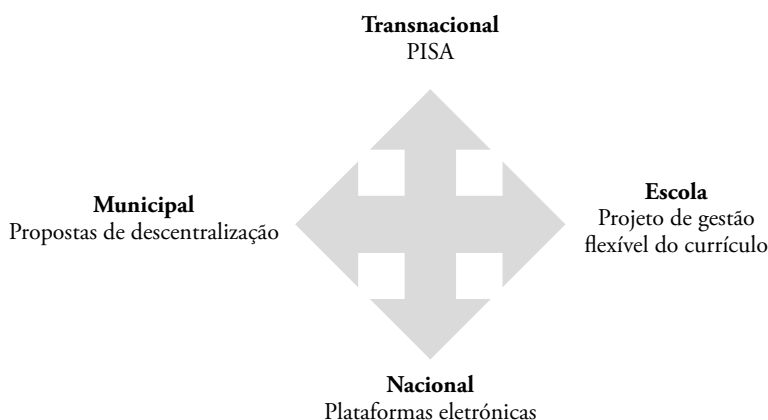 Transnacional
PISA
Municipal
Propostas de descentralização
Escola
Projeto de gestão
flexível do currículo
Nacional
Plataformas eletrónicas